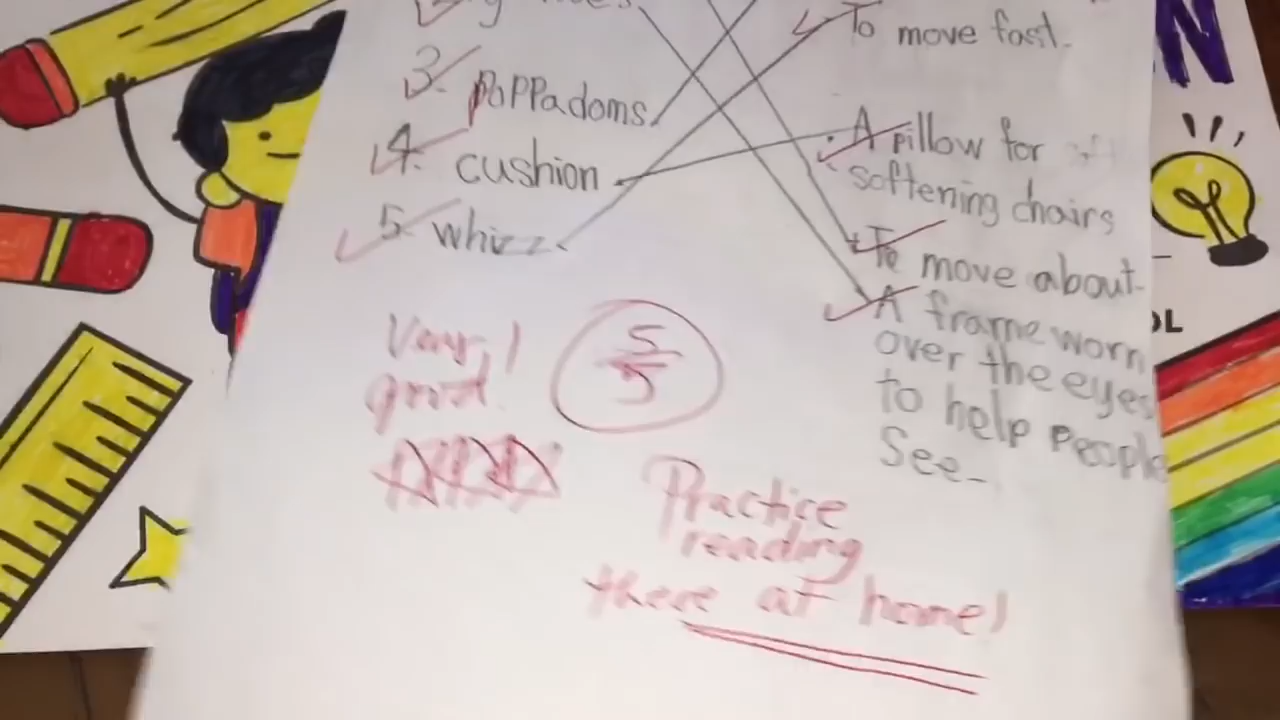 To move fast.
3. poppadoms
A pillow for
softening chairs
4. cushion
5. whizz
To move about.
A frame worn
over the eyes
to help people
See-
Very
good!
5
5
Practice
reading
these at home!
N
OL